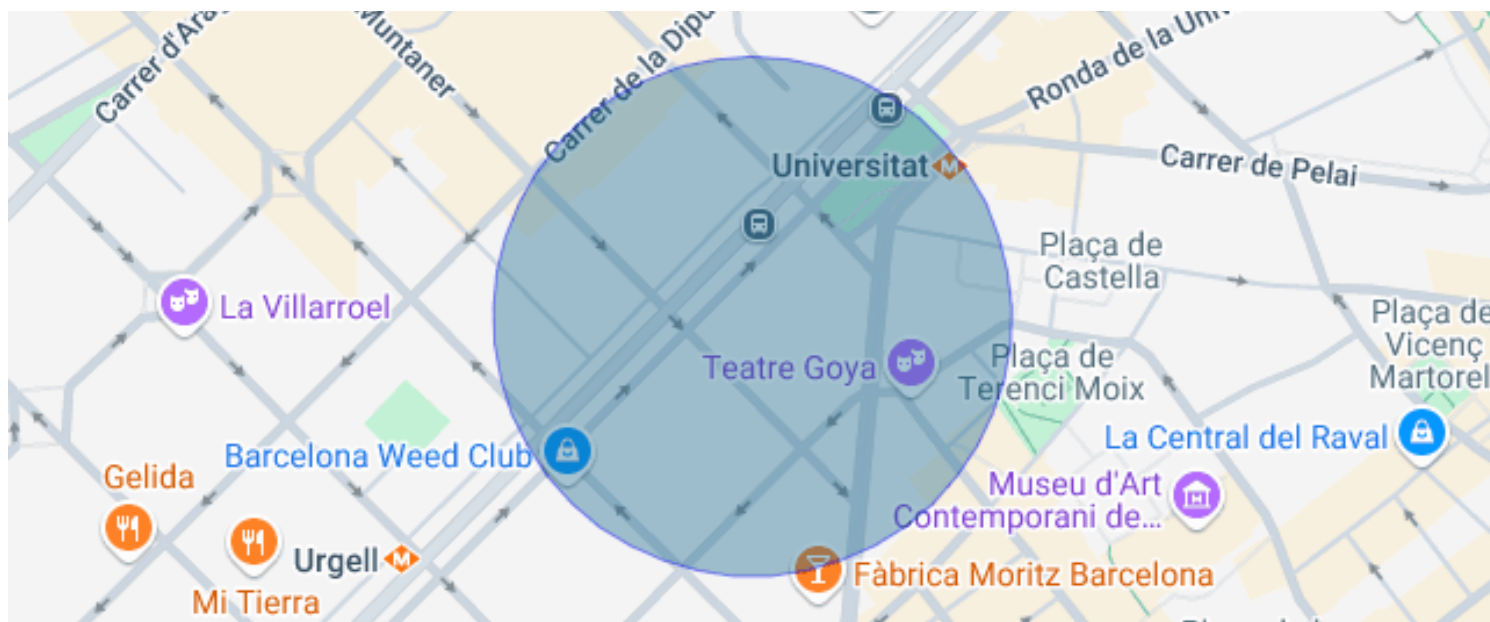 Carrer d'Ara
Muntaner
Carrer de la Dipu
Ronda de la Univ
Universitat
Carrer de Pelai
Plaça de
Castella
La Villarroel
Plaça de
Vicenç
Martorel
Teatre Goya
Plaça de
Terenci Moix
Barcelona Weed Club
La Central del Raval
Gelida
Museu d'Art
Contemporani de...
Urgell
Mi Tierra
Fàbrica Moritz Barcelona